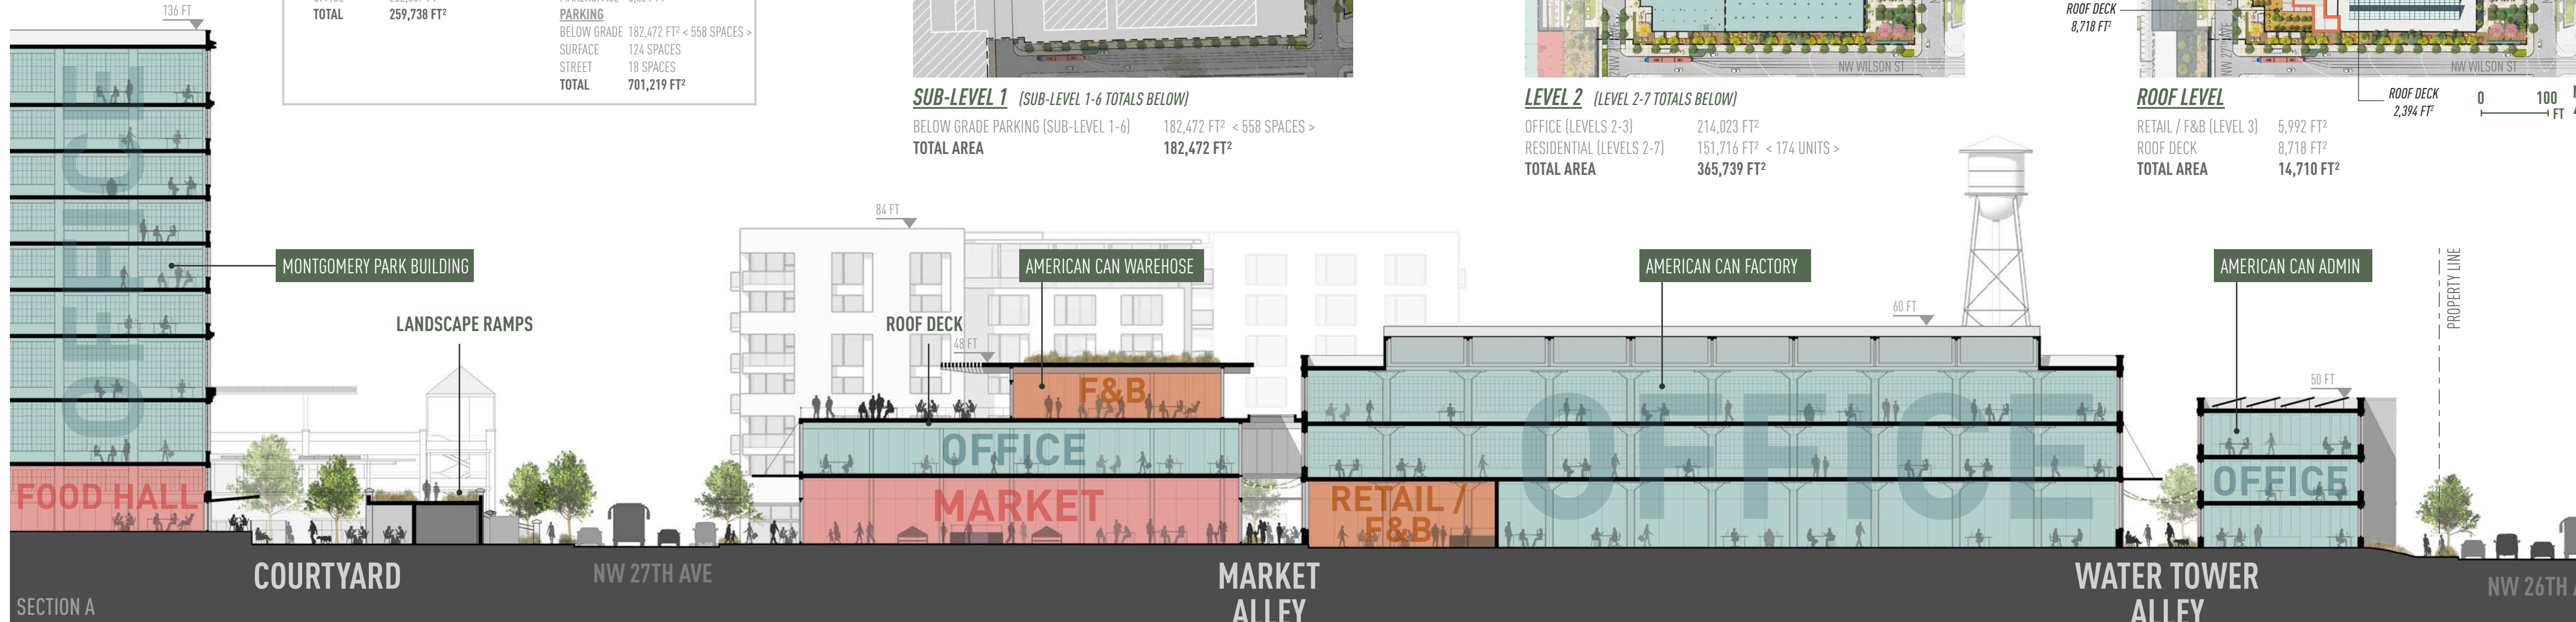 136 FT
TOTAL 259,738 FT²
PARKING
BELOW GRADE 182,472 FT² < 558 SPACES >
SURFACE 124 SPACES
STREET 18 SPACES
TOTAL 701,219 FT²
SUB-LEVEL 1 (SUB-LEVEL 1-6 TOTALS BELOW)
BELOW GRADE PARKING (SUB-LEVEL 1-6) 182,472 FT² < 558 SPACES >
TOTAL AREA 182,472 FT²
NW WILSON ST
LEVEL 2 (LEVEL 2-7 TOTALS BELOW)
OFFICE (LEVELS 2-3) 214,023 FT²
RESIDENTIAL (LEVELS 2-7) 151,716 FT² < 174 UNITS >
TOTAL AREA 365,739 FT²
ROOF DECK
8,718 FT²
NW WILSON ST
ROOF LEVEL
RETAIL / F&B (LEVEL 3) 5,992 FT²
ROOF DECK 8,718 FT²
TOTAL AREA 14,710 FT²
ROOF DECK
2,394 FT²
0 100
FT
OFFICE
MONTGOMERY PARK BUILDING
LANDSCAPE RAMPS
84 FT
AMERICAN CAN WAREHOSE
ROOF DECK
48 FT
F&B
OFFICE
MARKET
AMERICAN CAN FACTORY
60 FT
OFFICE
RETAIL /
F&B
AMERICAN CAN ADMIN
50 FT
OFFICE
PROPERTY LINE
FOOD HALL
COURTYARD
NW 27TH AVE
MARKET
ALLEY
WATER TOWER
ALLEY
NW 26TH
SECTION A